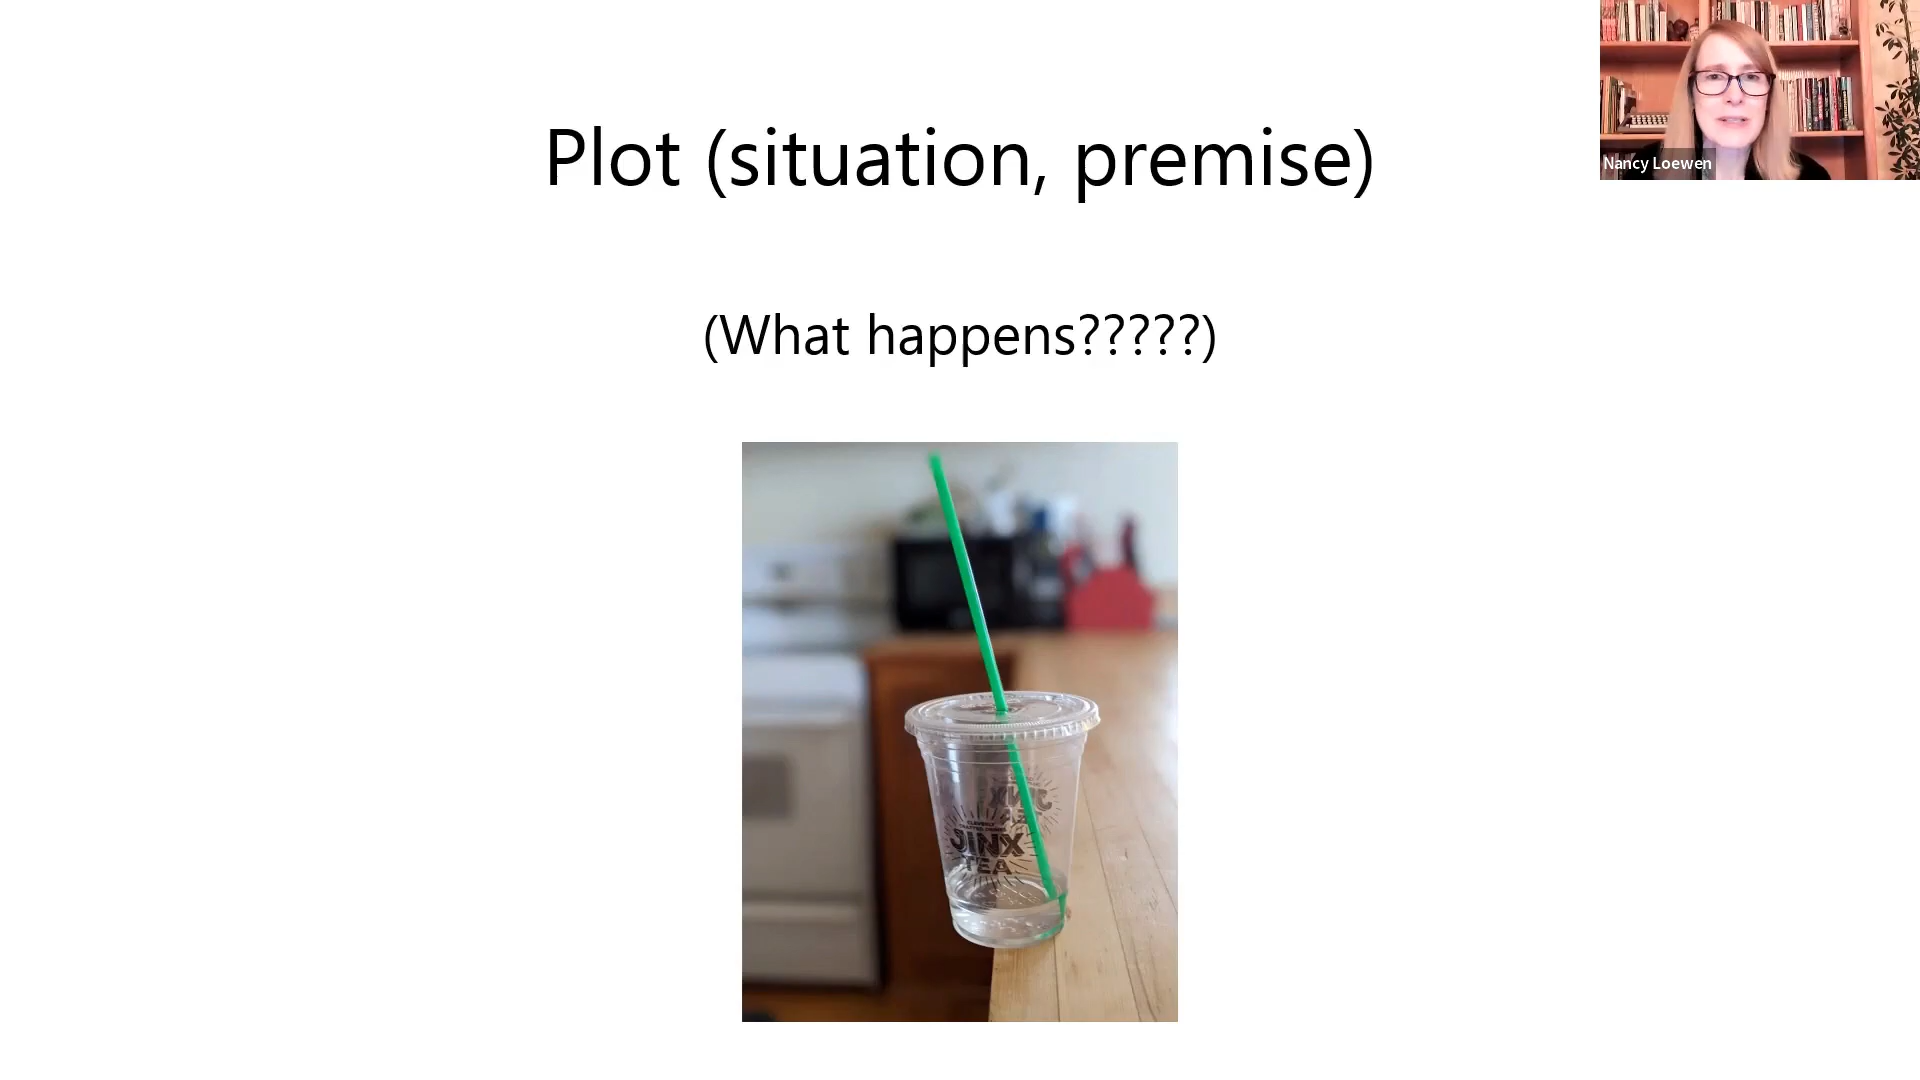 Plot (situation, premise)
Nancy Loewen
(What happens?????)
JINX
TEA